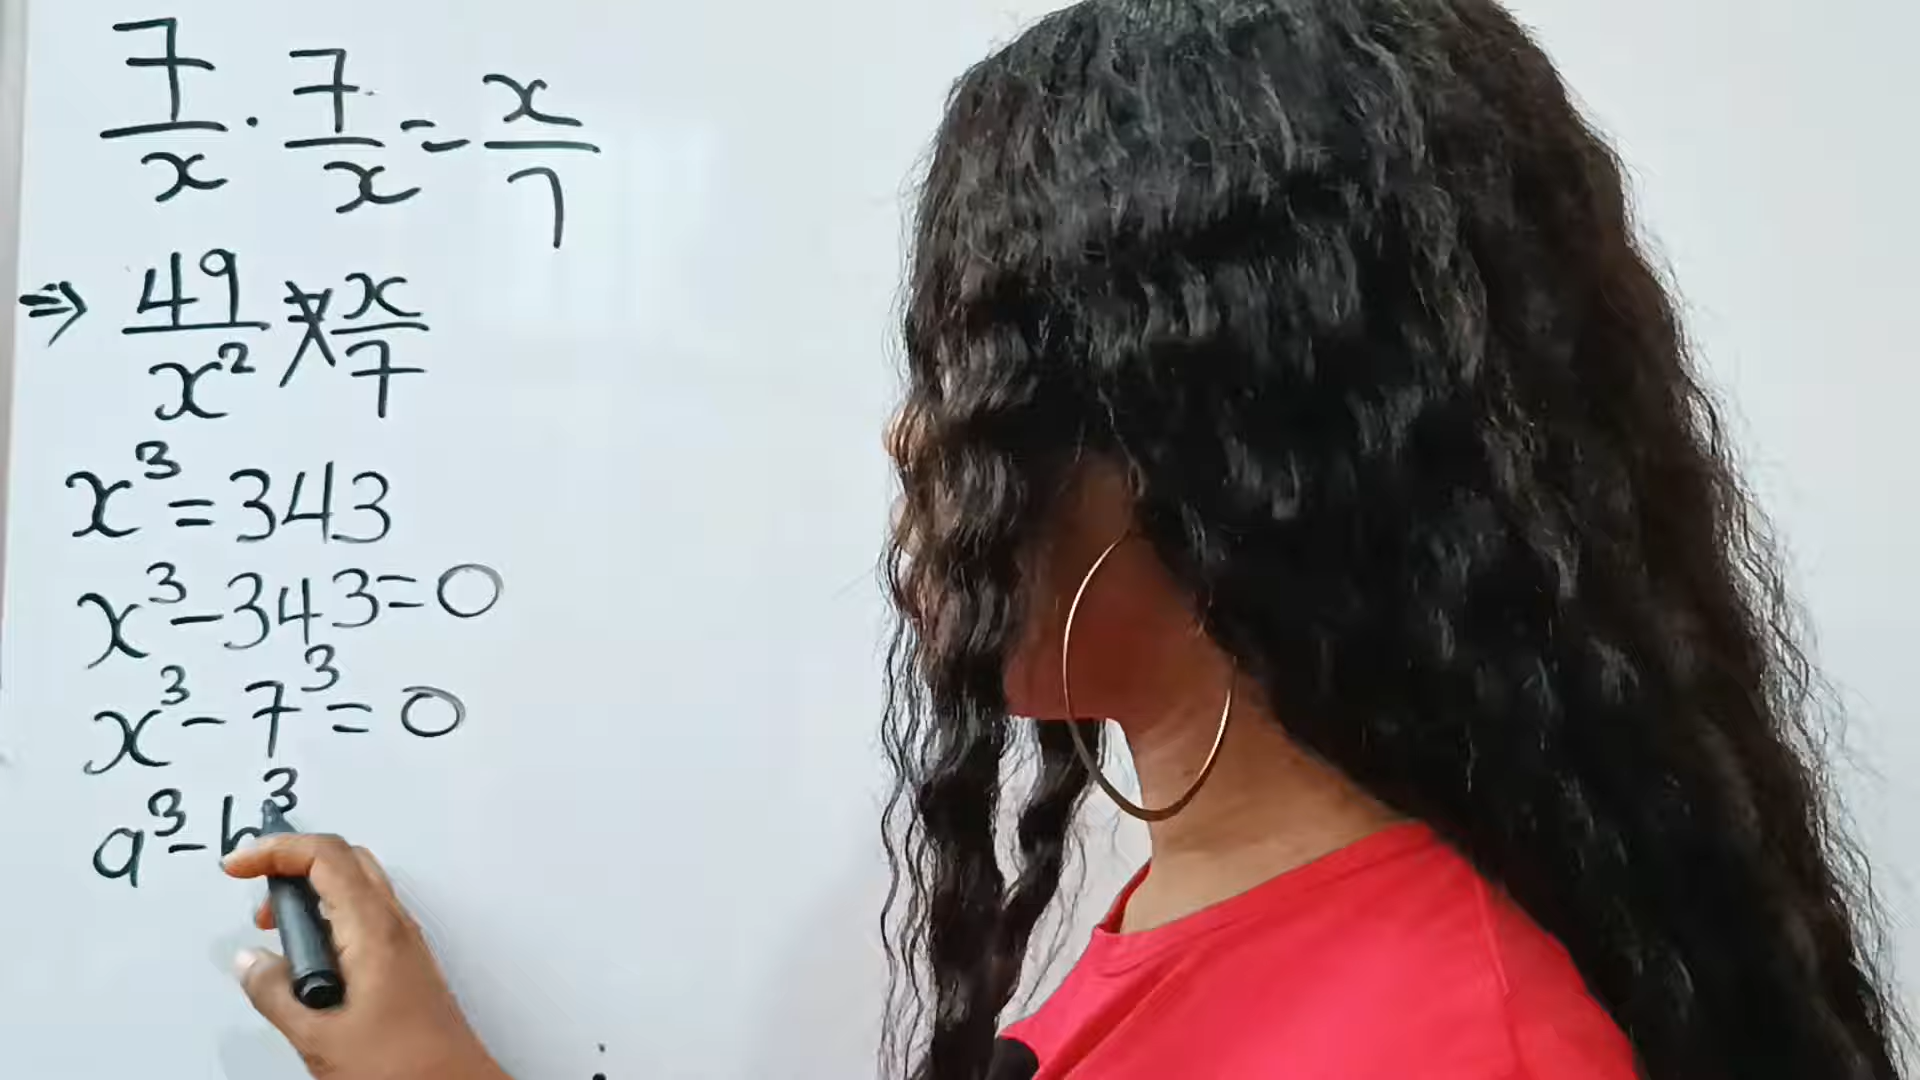 7/x · 7/x = x/7
⇒ 49/x² = x/7
x³ = 343
x³ - 343 = 0
x³ - 7³ = 0
a³ - b³